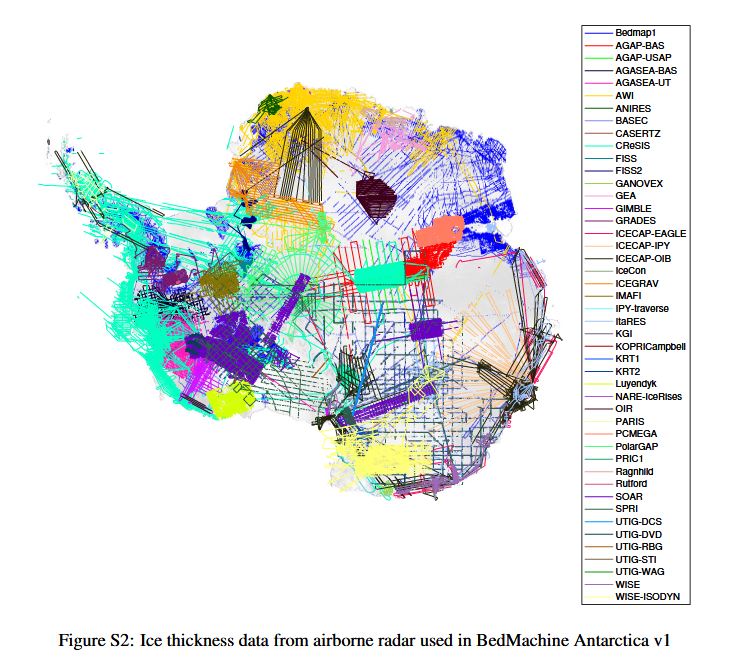 Bedmap1
AGAP-BAS
AGAP-USAP
AGASEA-BAS
AGASEA-UT
AWI
ANIRES
BASEC
CASERTZ
CReSIS
FISS
FISS2
GANOVEX
GEA
GIMBLE
GRADES
ICECAP-EAGLE
ICECAP-IPY
ICECAP-OIB
IceCon
ICEGRAV
IMAFI
IPY-traverse
ItaRES
KGI
KOPRICampbell
KRT1
KRT2
Luyendyk
NARE-IceRises
OIR
PARIS
PCMEGA
PolarGAP
PRIC1
Ragnhild
Rutford
SOAR
SPRI
UTIG-DCS
UTIG-DVD
UTIG-RBG
UTIG-STI
UTIG-WAG
WISE
WISE-ISODYN
Figure S2: Ice thickness data from airborne radar used in BedMachine Antarctica v1